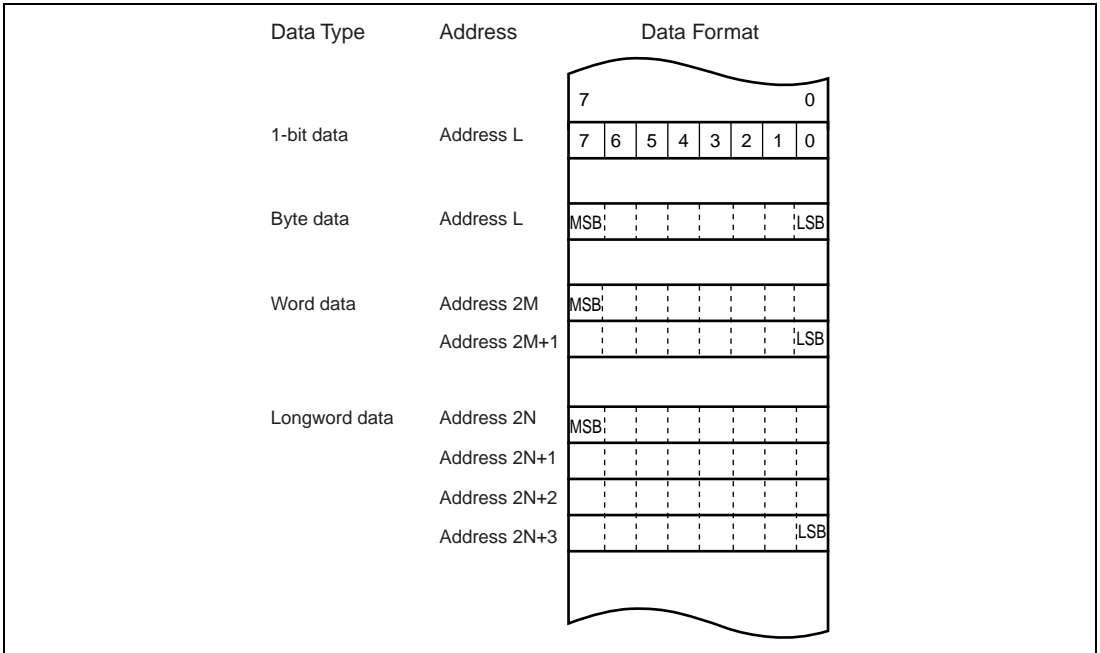 Data Type Address Data Format
7 0
1-bit data Address L 7 6 5 4 3 2 1 0
Byte data Address L MSB LSB
Word data Address 2M MSB
Address 2M+1 LSB
Longword data Address 2N MSB
Address 2N+1
Address 2N+2
Address 2N+3 LSB